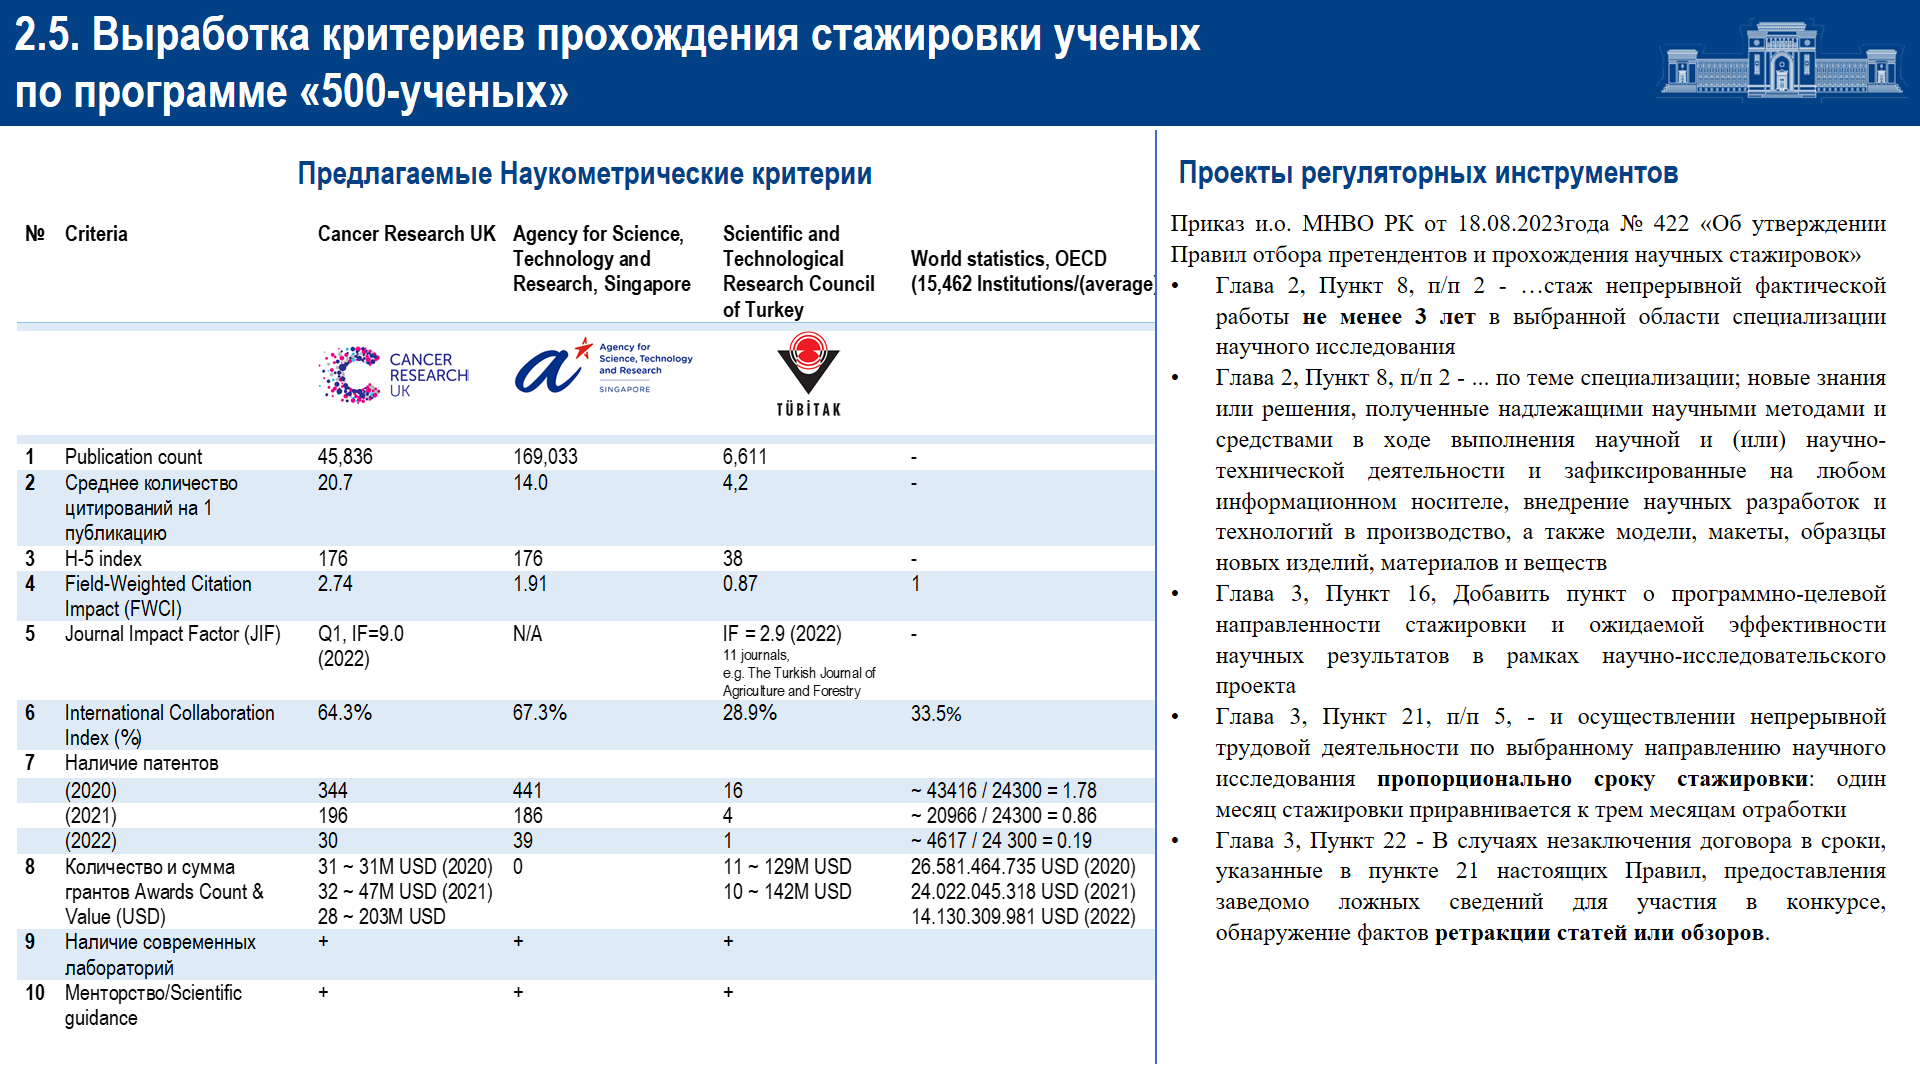 2.5. Выработка критериев прохождения стажировки ученых
по программе «500-ученых»
Предлагаемые Наукометрические критерии
№ Criteria Cancer Research UK Agency for Science, Technology and Research, Singapore Scientific and Technological Research Council of Turkey World statistics, OECD (15,462 Institutions/(average)
CANCER
RESEARCH
UK
Agency for
Science, Technology
and Research
SINGAPORE
TÜBİTAK
1 Publication count 45,836 169,033 6,611 -
2 Среднее количество 20.7 14.0 4,2 -
цитирований на 1
публикацию
3 H-5 index 176 176 38 -
4 Field-Weighted Citation 2.74 1.91 0.87 1
Impact (FWCI)
5 Journal Impact Factor (JIF) Q1, IF=9.0 N/A IF = 2.9 (2022) -
(2022) 11 journals,
e.g. The Turkish Journal of
Agriculture and Forestry
6 International Collaboration 64.3% 67.3% 28.9% 33.5%
Index (%)
7 Наличие патентов
(2020) 344 441 16 ~ 43416 / 24300 = 1.78
(2021) 196 186 4 ~ 20966 / 24300 = 0.86
(2022) 30 39 1 ~ 4617 / 24 300 = 0.19
8 Количество и сумма 31 ~ 31M USD (2020) 0 11 ~ 129M USD 26.581.464.735 USD (2020)
грантов Awards Count & 32 ~ 47M USD (2021) 10 ~ 142M USD 24.022.045.318 USD (2021)
Value (USD) 28 ~ 203M USD 14.130.309.981 USD (2022)
9 Наличие современных + + +
лабораторий
10 Менторство/Scientific + + +
guidance
Проекты регуляторных инструментов
Приказ и.о. МНВО РК от 18.08.2023года № 422 «Об утверждении
Правил отбора претендентов и прохождения научных стажировок»
• Глава 2, Пункт 8, п/п 2 - …стаж непрерывной фактической
работы не менее 3 лет в выбранной области специализации
научного исследования
• Глава 2, Пункт 8, п/п 2 - ... по теме специализации; новые знания
или решения, полученные надлежащими научными методами и
средствами в ходе выполнения научной и (или) научно-
технической деятельности и зафиксированные на любом
информационном носителе, внедрение научных разработок и
технологий в производство, а также модели, макеты, образцы
новых изделий, материалов и веществ
• Глава 3, Пункт 16, Добавить пункт о программно-целевой
направленности стажировки и ожидаемой эффективности
научных результатов в рамках научно-исследовательского
проекта
• Глава 3, Пункт 21, п/п 5, - и осуществлении непрерывной
трудовой деятельности по выбранному направлению научного
исследования пропорционально сроку стажировки: один
месяц стажировки приравнивается к трем месяцам отработки
• Глава 3, Пункт 22 - В случаях незаключения договора в сроки,
указанные в пункте 21 настоящих Правил, предоставления
заведомо ложных сведений для участия в конкурсе,
обнаружение фактов ретракции статей или обзоров.